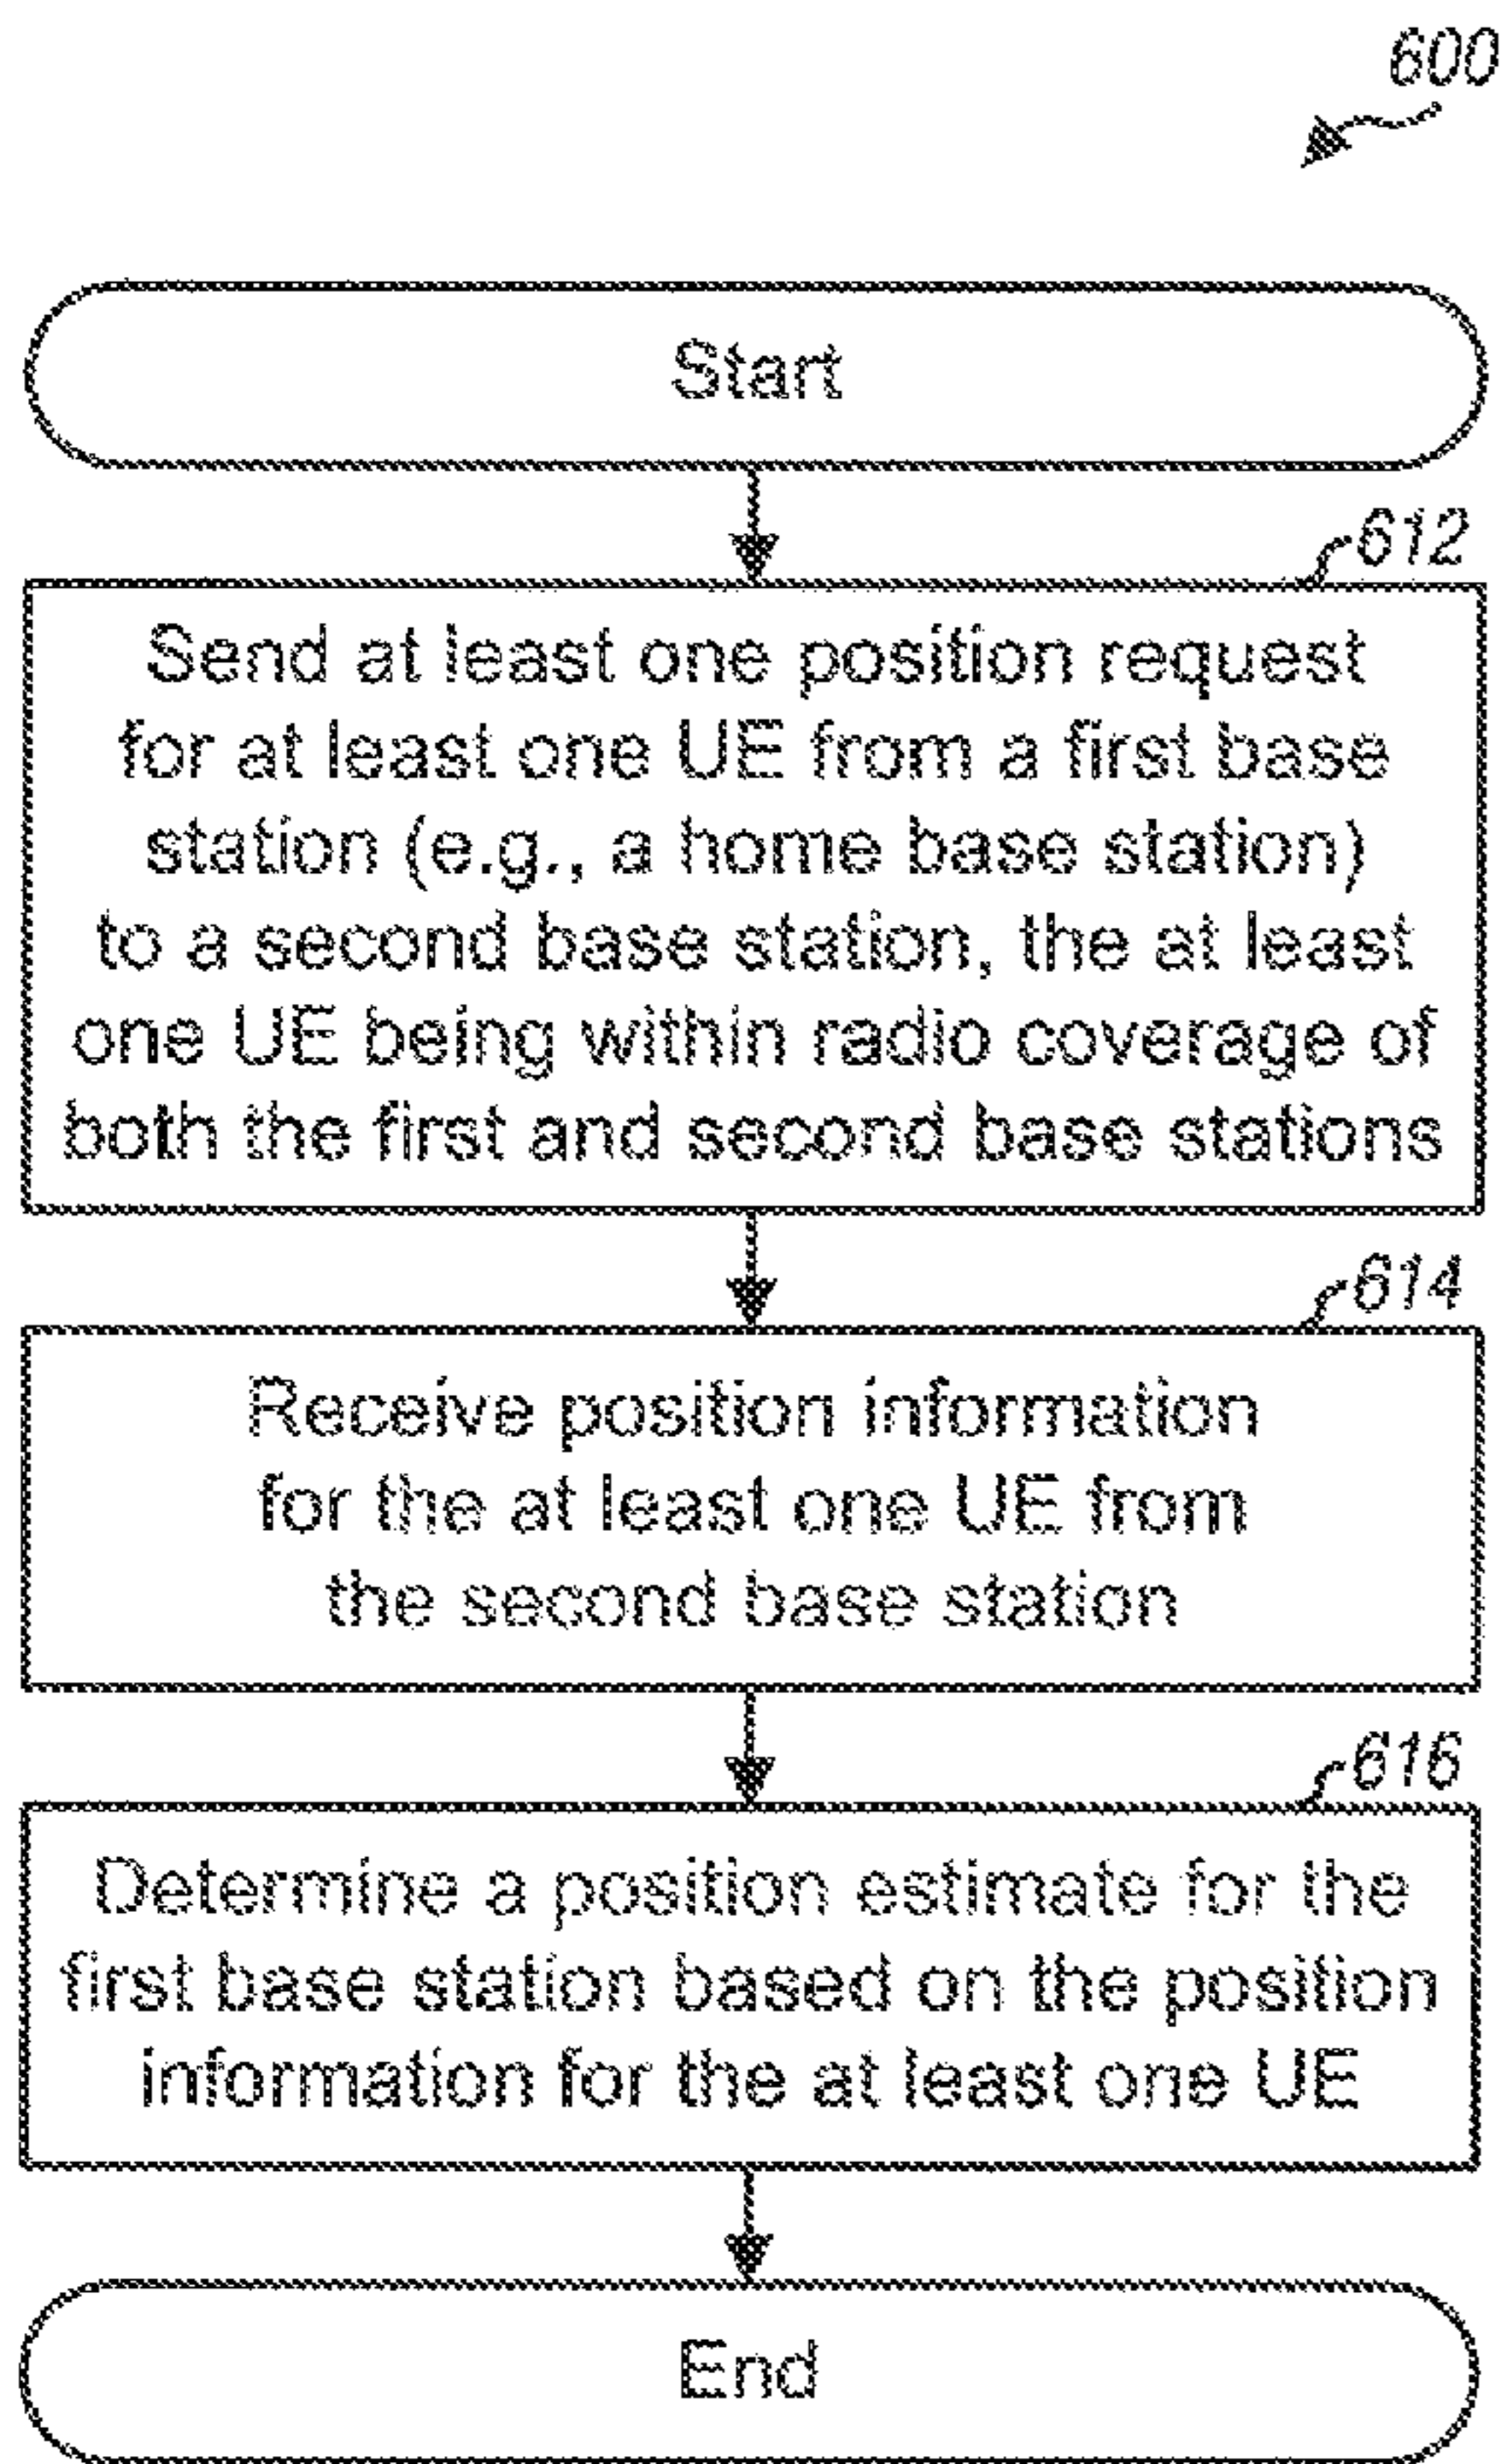 600
Start
612
Send at least one position request
for at least one UE from a first base
station (e.g., a home base station)
to a second base station, the at least
one UE being within radio coverage of
both the first and second base stations
614
Receive position information
for the at least one UE from
the second base station
616
Determine a position estimate for the
first base station based on the position
information for the at least one UE
End